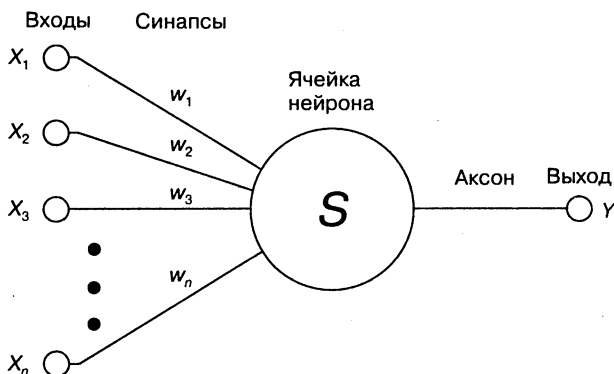 Входы
Синапсы
X1
w1
Ячейка
нейрона
X2
w2
Аксон
Выход
X3
w3
S
Y
wn
Xn